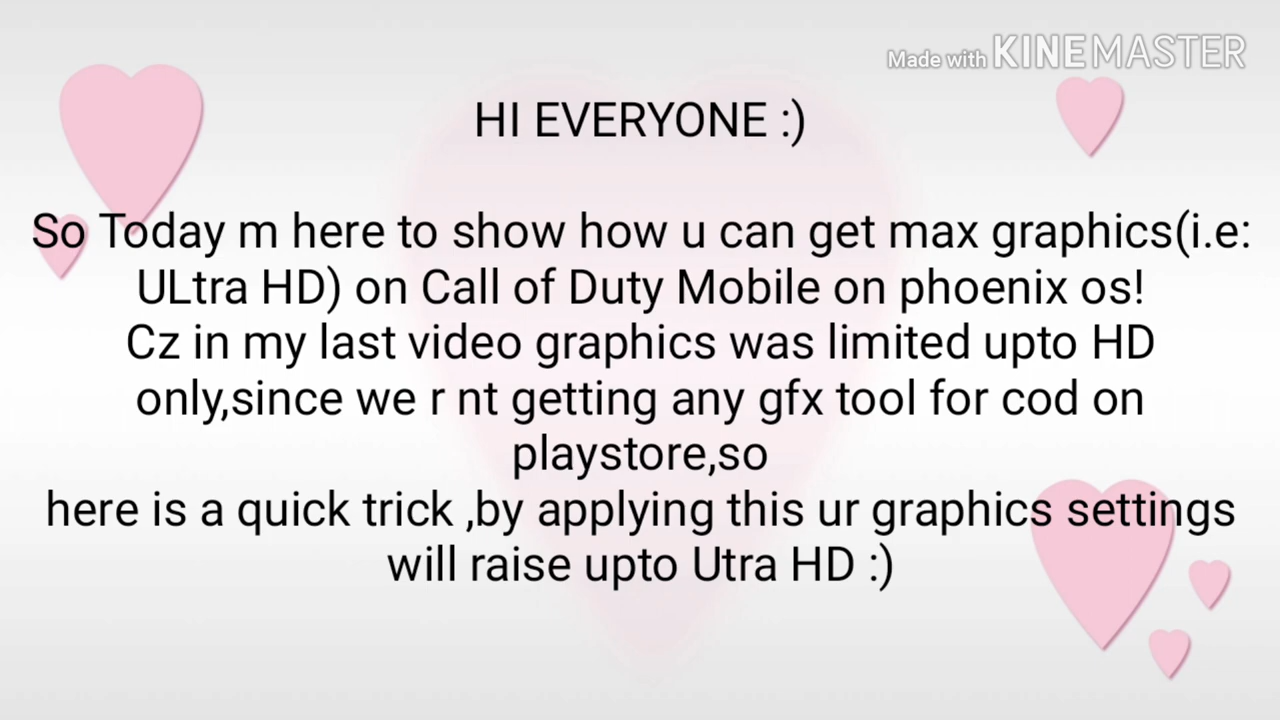 Made with KINEMASTER
HI EVERYONE :)
So Today m here to show how u can get max graphics(i.e:
ULtra HD) on Call of Duty Mobile on phoenix os!
Cz in my last video graphics was limited upto HD
only,since we r nt getting any gfx tool for cod on
playstore,so
here is a quick trick ,by applying this ur graphics settings
will raise upto Utra HD :)